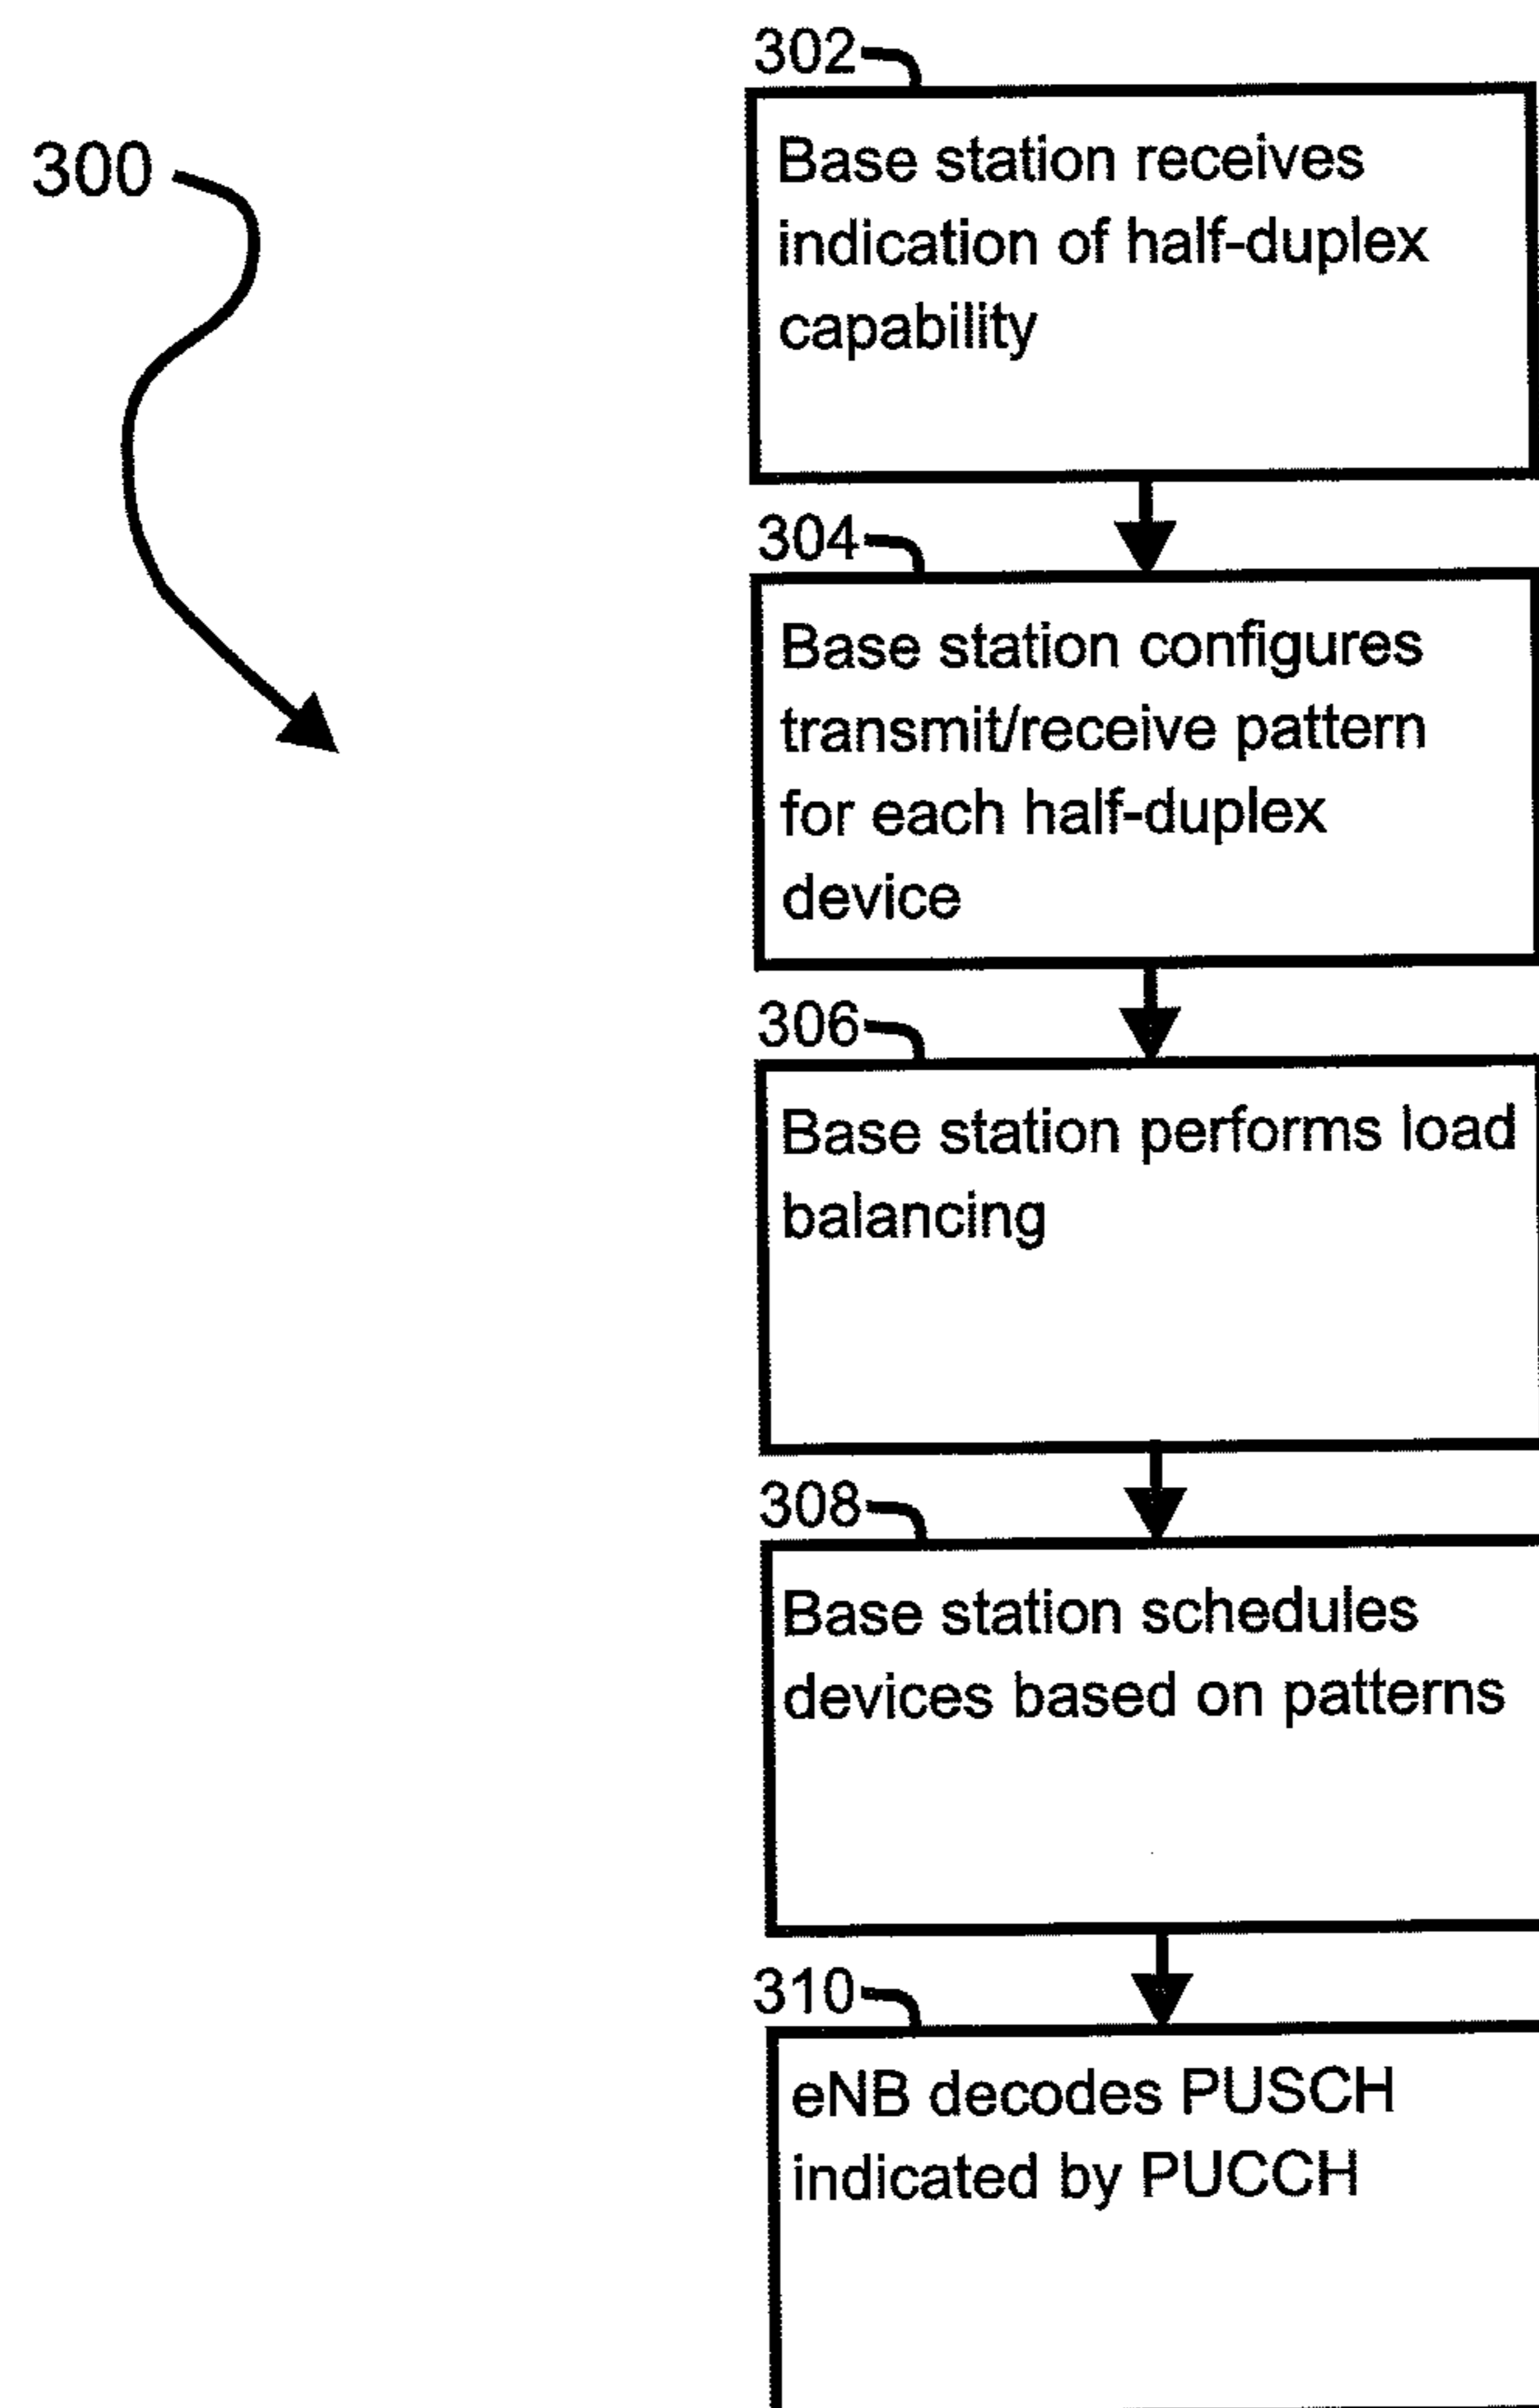 300
302
Base station receives
indication of half-duplex
capability
304
Base station configures
transmit/receive pattern
for each half-duplex
device
306
Base station performs load
balancing
308
Base station schedules
devices based on patterns
310
eNB decodes PUSCH
indicated by PUCCH